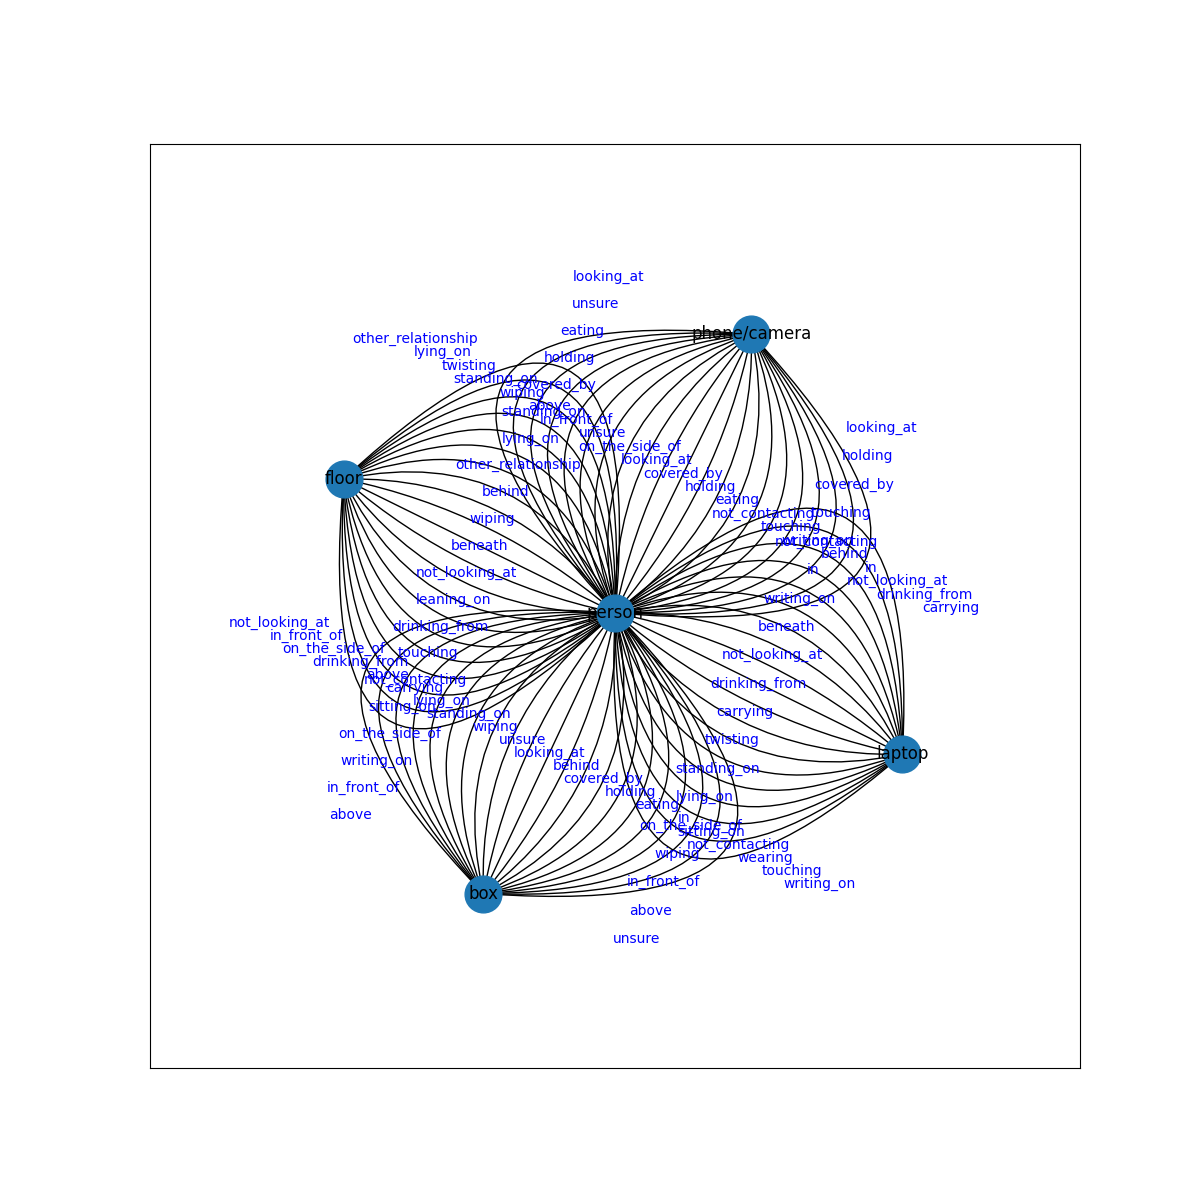 looking_at
unsure
eating
phone/camera
other_relationship
lying_on
holding
twisting
standing_on
covered_by
wiping
above
standing_on
in_front_of
looking_at
unsure
lying_on
on_the_side_of
holding
looking_at
other_relationship
covered_by
floor
holding
covered_by
behind
eating
not_contacting
touching
wiping
touching
writing_on
not_contacting
beneath
behind
in
in
not_looking_at
not_looking_at
drinking_from
leaning_on
writing_on
carrying
person
not_looking_at
drinking_from
beneath
in_front_of
on_the_side_of
touching
not_looking_at
drinking_from
above
not_contacting
drinking_from
carrying
lying_on
sitting_on
standing_on
carrying
wiping
on_the_side_of
unsure
twisting
looking_at
laptop
writing_on
behind
standing_on
covered_by
in_front_of
holding
lying_on
eating
above
in
on_the_side_of
sitting_on
not_contacting
wiping
wearing
touching
in_front_of
writing_on
box
above
unsure